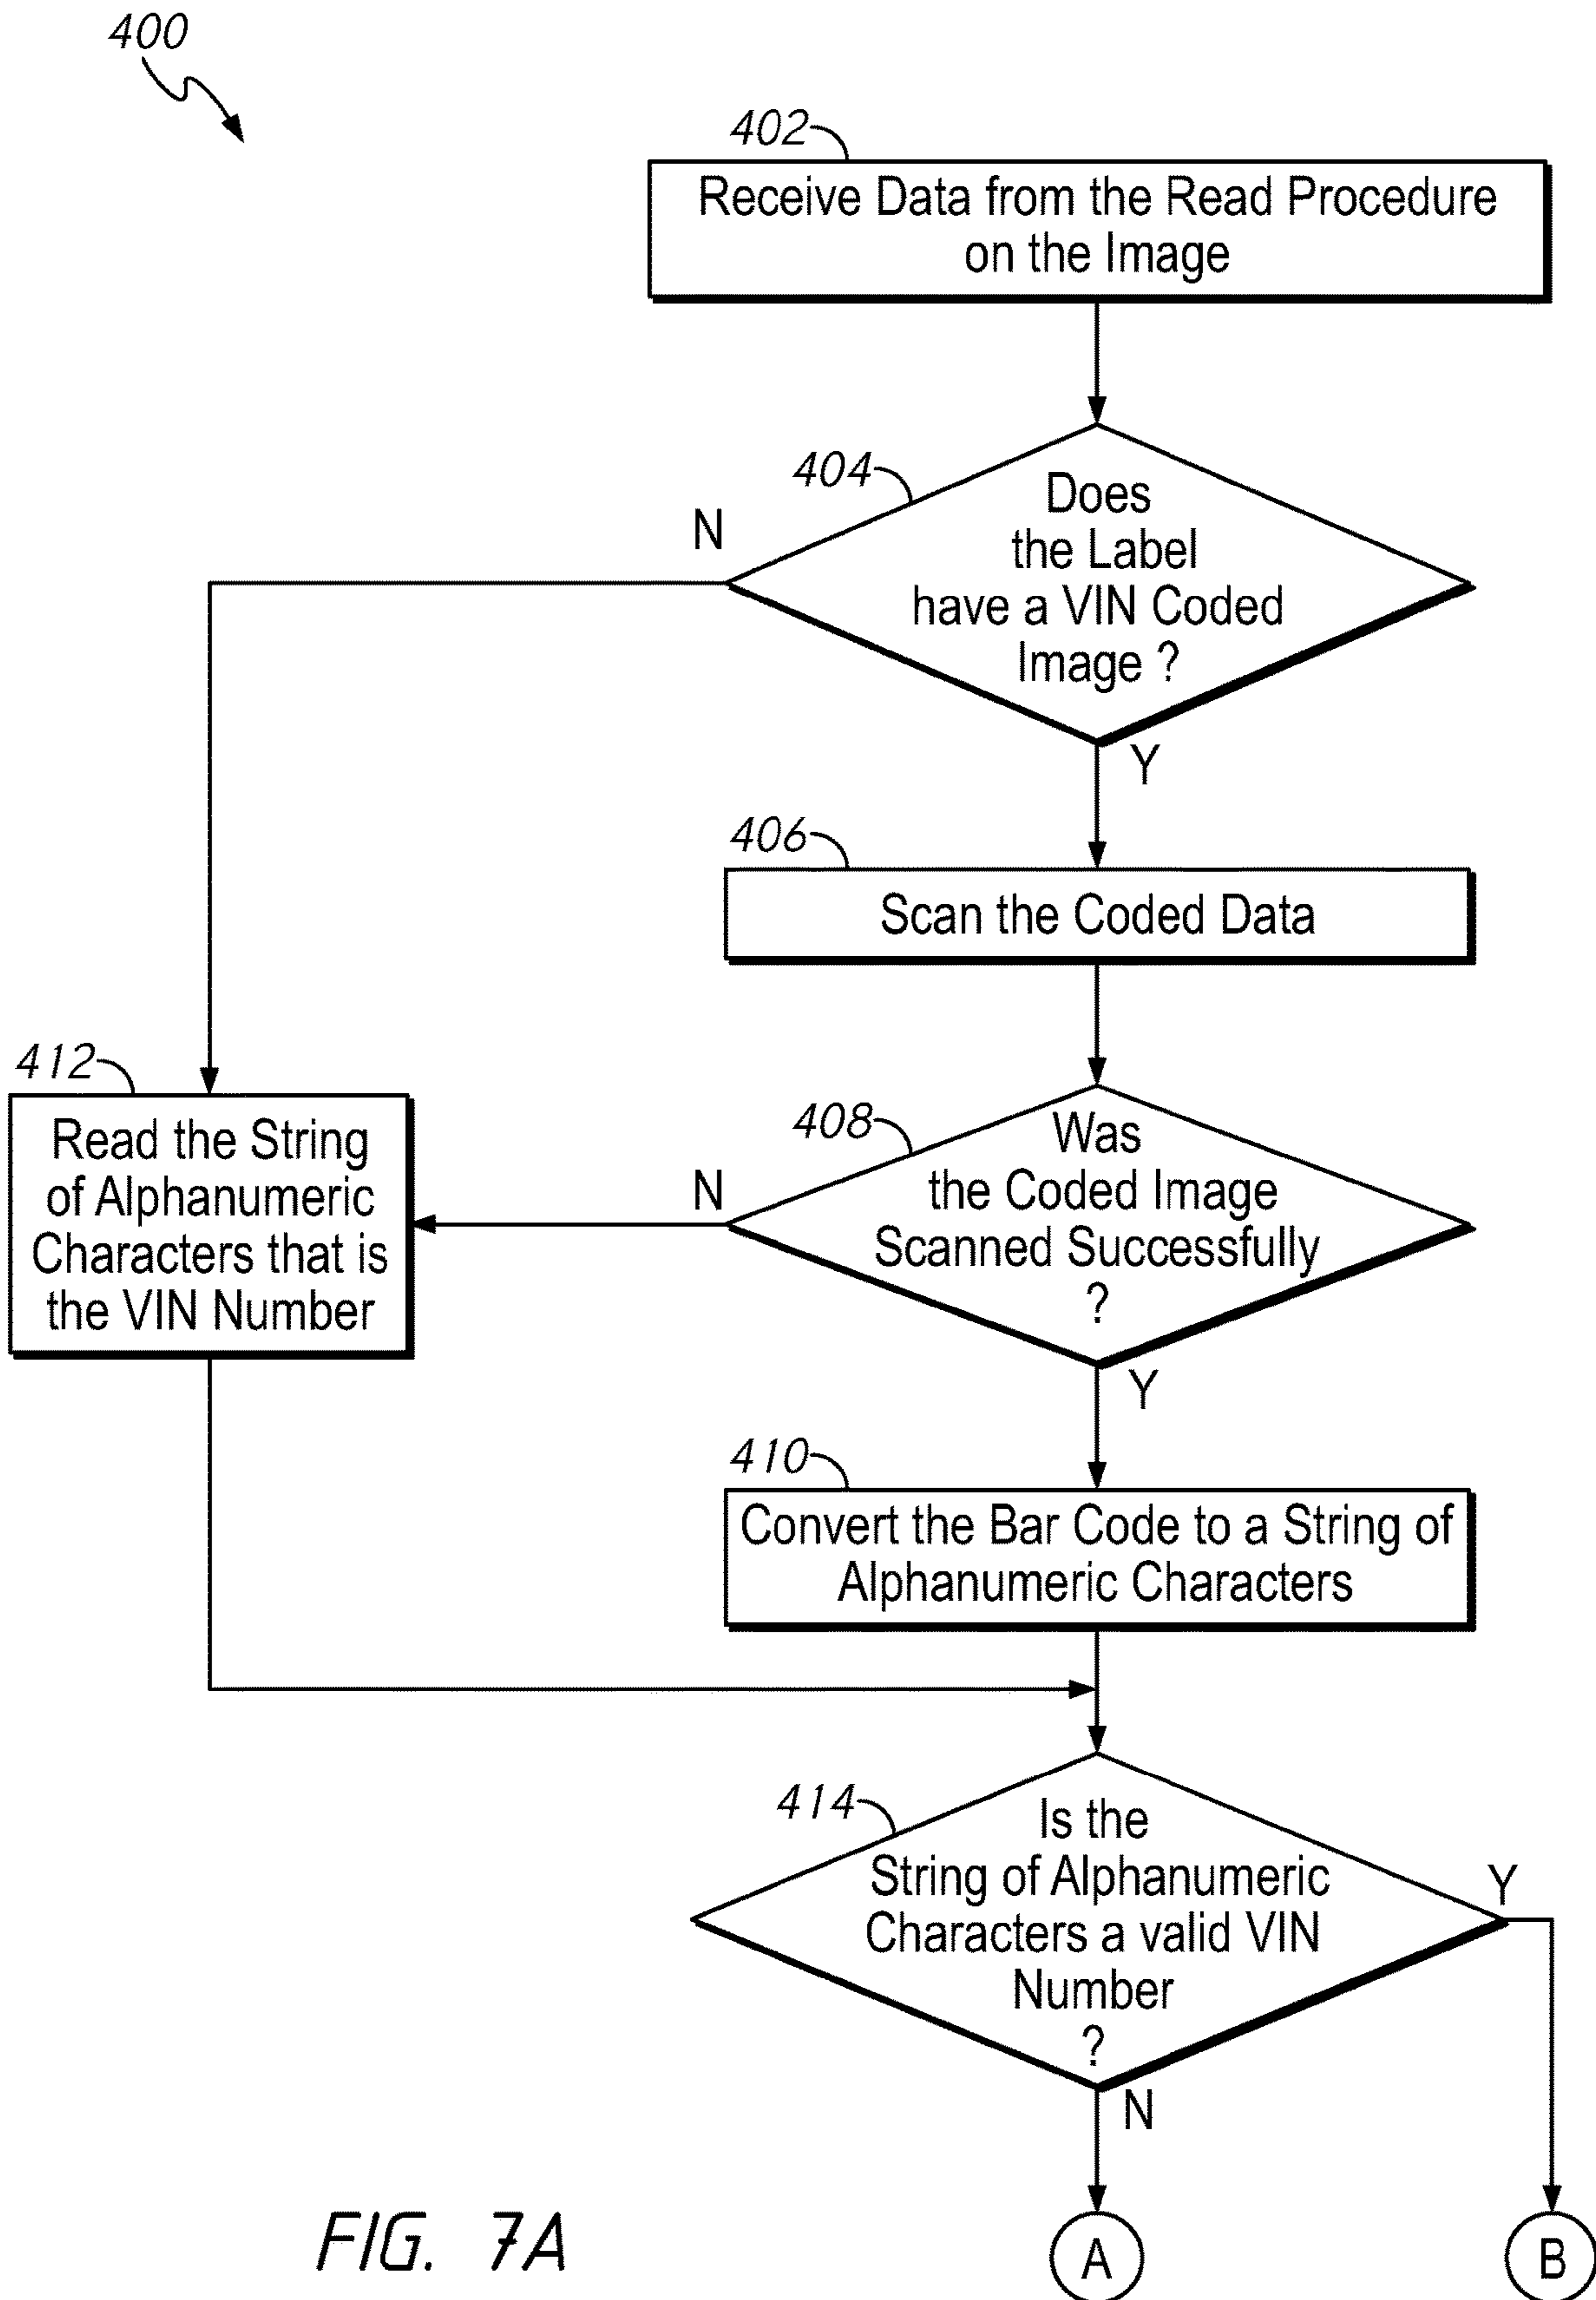 400
402
Receive Data from the Read Procedure
on the Image
404
Does
the Label
have a VIN Coded
Image ?
N
Y
406
Scan the Coded Data
412
Read the String
of Alphanumeric
Characters that is
the VIN Number
408
Was
the Coded Image
Scanned Successfully
?
N
Y
410
Convert the Bar Code to a String of
Alphanumeric Characters
414
Is the
String of Alphanumeric
Characters a valid VIN
Number
?
Y
N
A
B
FIG. 7A